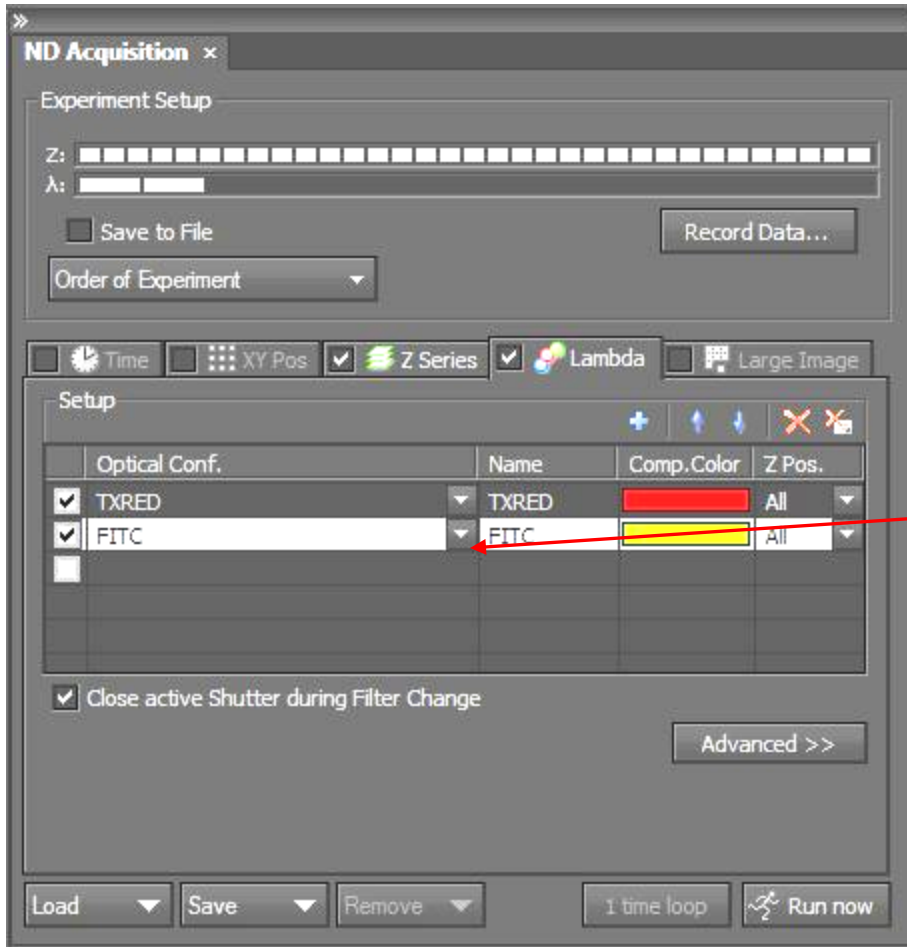 ND Acquisition ×
Experiment Setup
Z:
λ:
Save to File
Record Data...
Order of Experiment
Time XY Pos Z Series Lambda Large Image
Setup
Optical Conf. Name Comp.Color Z Pos.
TXRED TXRED All
FITC FITC All
Close active Shutter during Filter Change
Advanced >>
Load Save Remove 1 time loop Run now